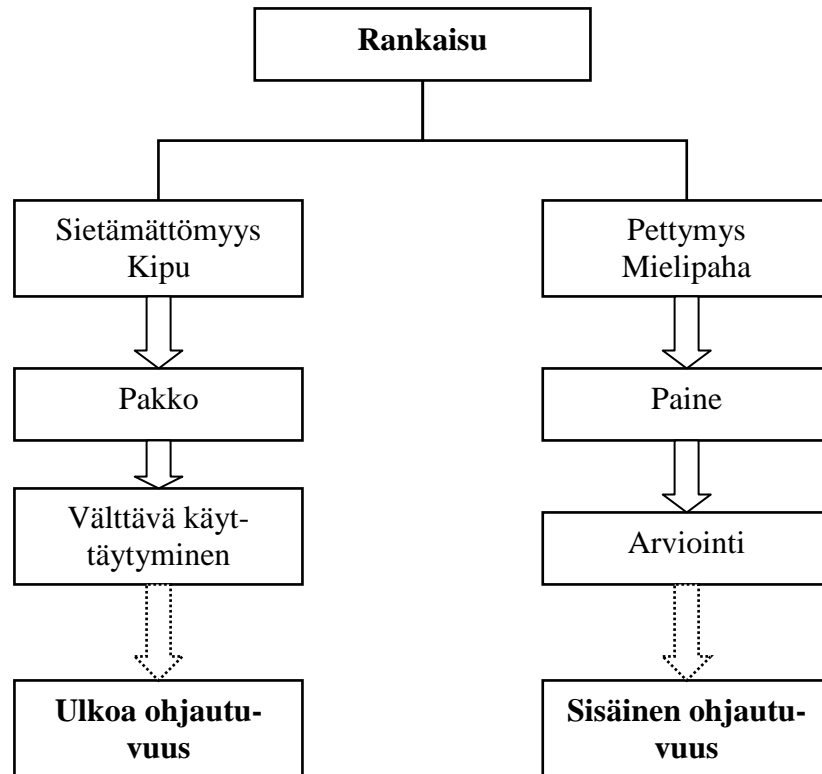 Rankaisu
Sietämättömyys
Kipu
Pettymys
Mielipaha
Pakko
Paine
Välttävä käyt-
täytyminen
Arviointi
Ulkoa ohjautu-
vuus
Sisäinen ohjautu-
vuus